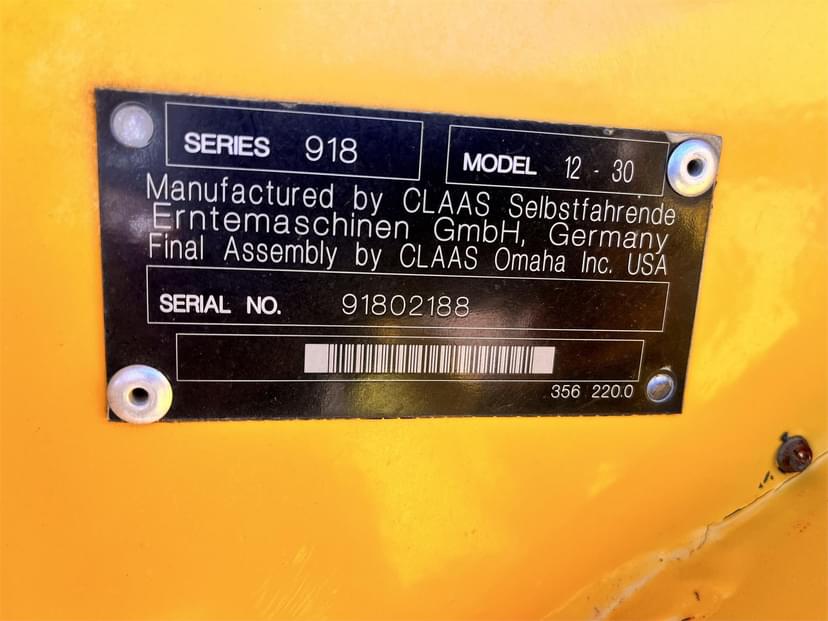 SERIES 918
MODEL 12 - 30
Manufactured by CLAAS Selbstfahrende
Erntemaschinen GmbH, Germany
Final Assembly by CLAAS Omaha Inc. USA
SERIAL NO. 91802188
356 220.0